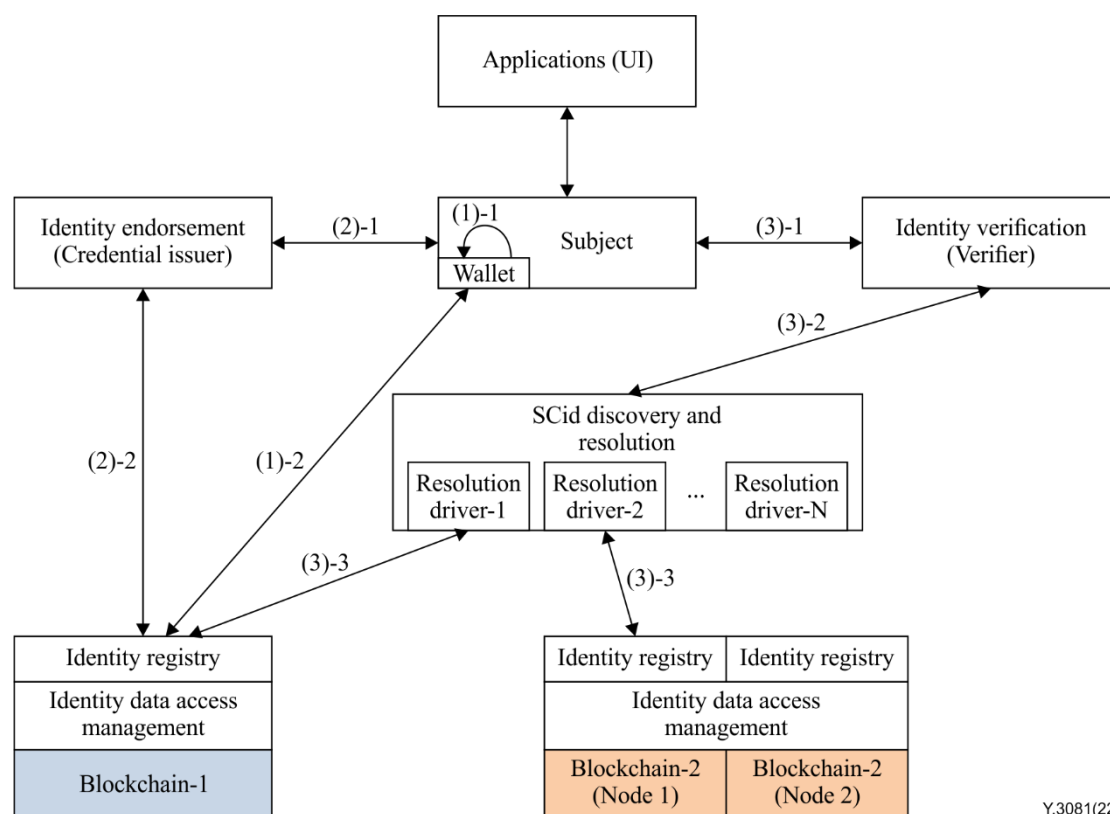 Applications (UI)
Identity endorsement
(Credential issuer)
(2)-1
(1)-1
Subject
Wallet
(3)-1
Identity verification
(Verifier)
(3)-2
SCid discovery and
resolution
(2)-2
(1)-2
Resolution
driver-1
Resolution
driver-2
...
Resolution
driver-N
(3)-3
(3)-3
Identity registry
Identity data access
management
Blockchain-1
Identity registry
Identity registry
Identity data access
management
Blockchain-2
(Node 1)
Blockchain-2
(Node 2)
Y.3081(22